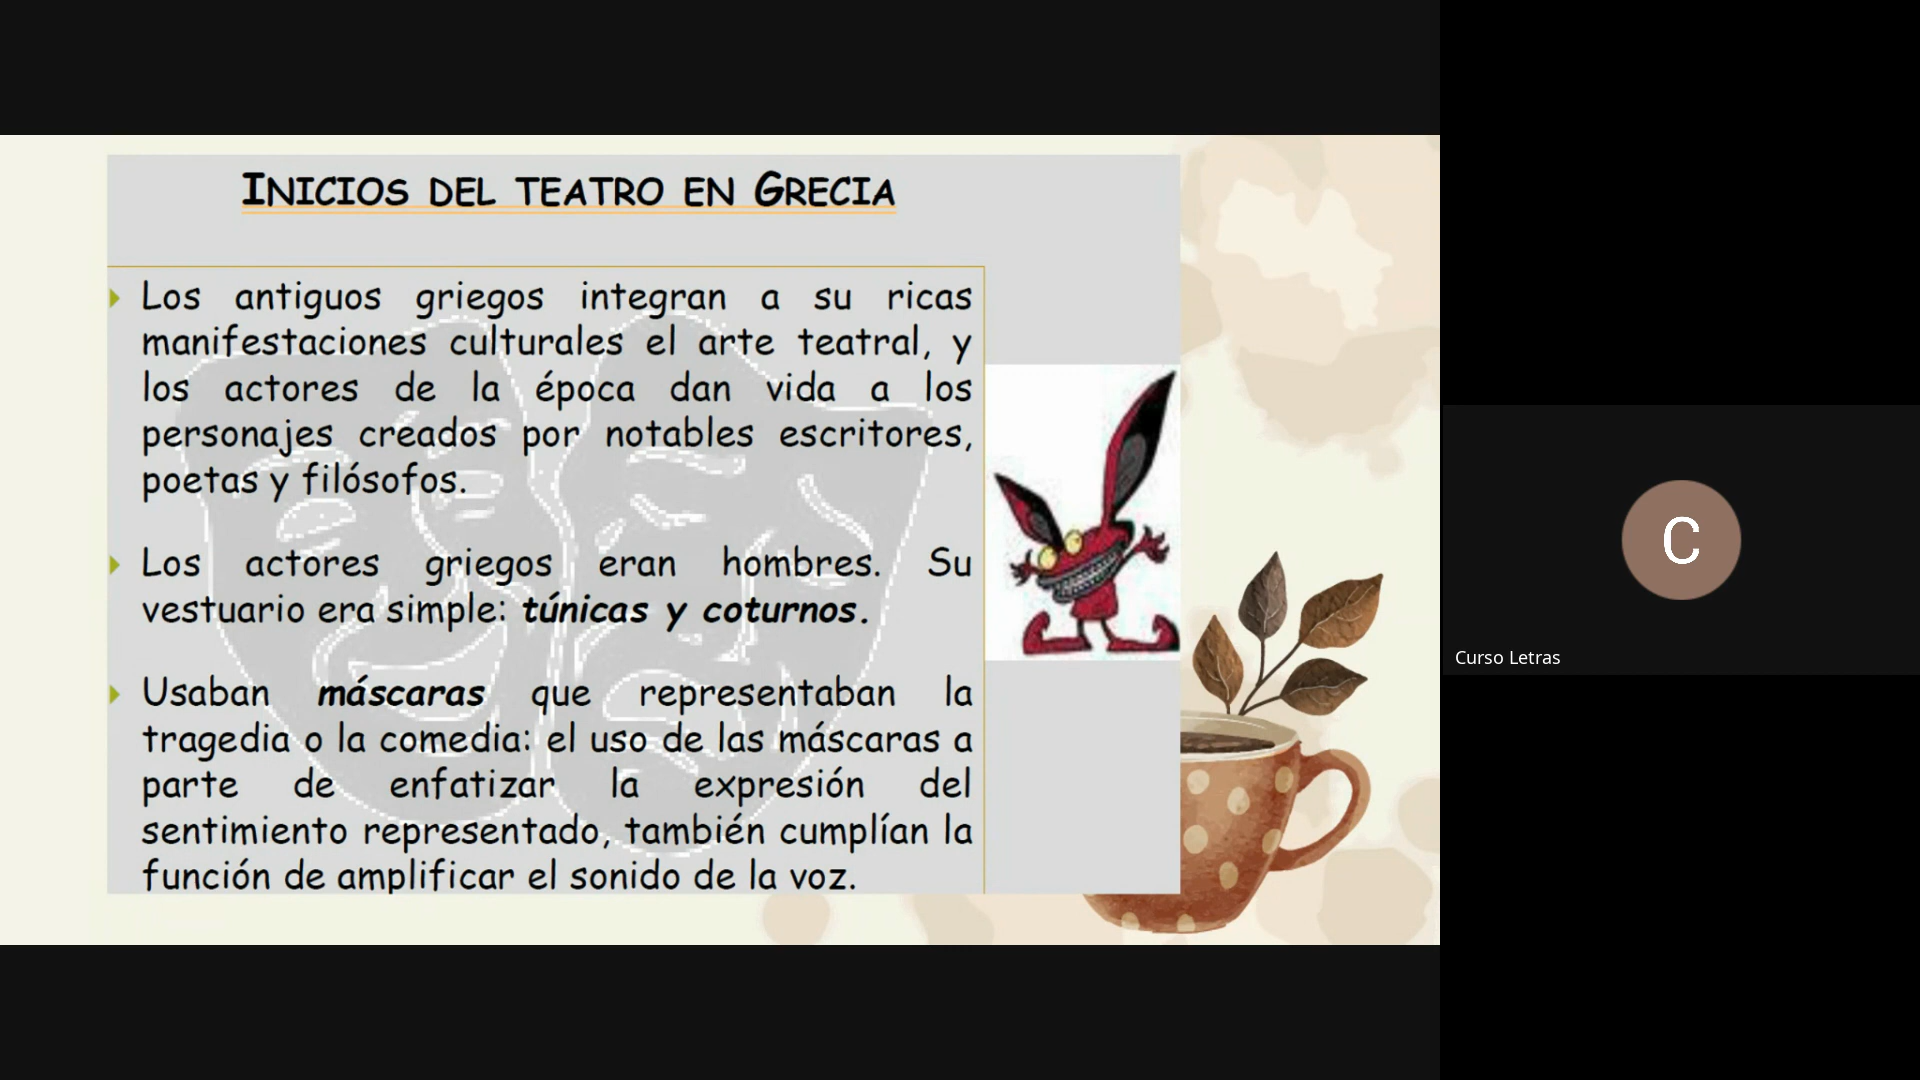 INICIOS DEL TEATRO EN GRECIA
Los antiguos griegos integran a su ricas
manifestaciones culturales el arte teatral, y
los actores de la época dan vida a los
personajes creados por notables escritores,
poetas y filósofos.
Los actores griegos eran hombres. Su
vestuario era simple: túnicas y coturnos.
Usaban máscaras que representaban la
tragedia o la comedia: el uso de las máscaras a
parte de enfatizar la expresión del
sentimiento representado, también cumplían la
función de amplificar el sonido de la voz.
C
Curso Letras